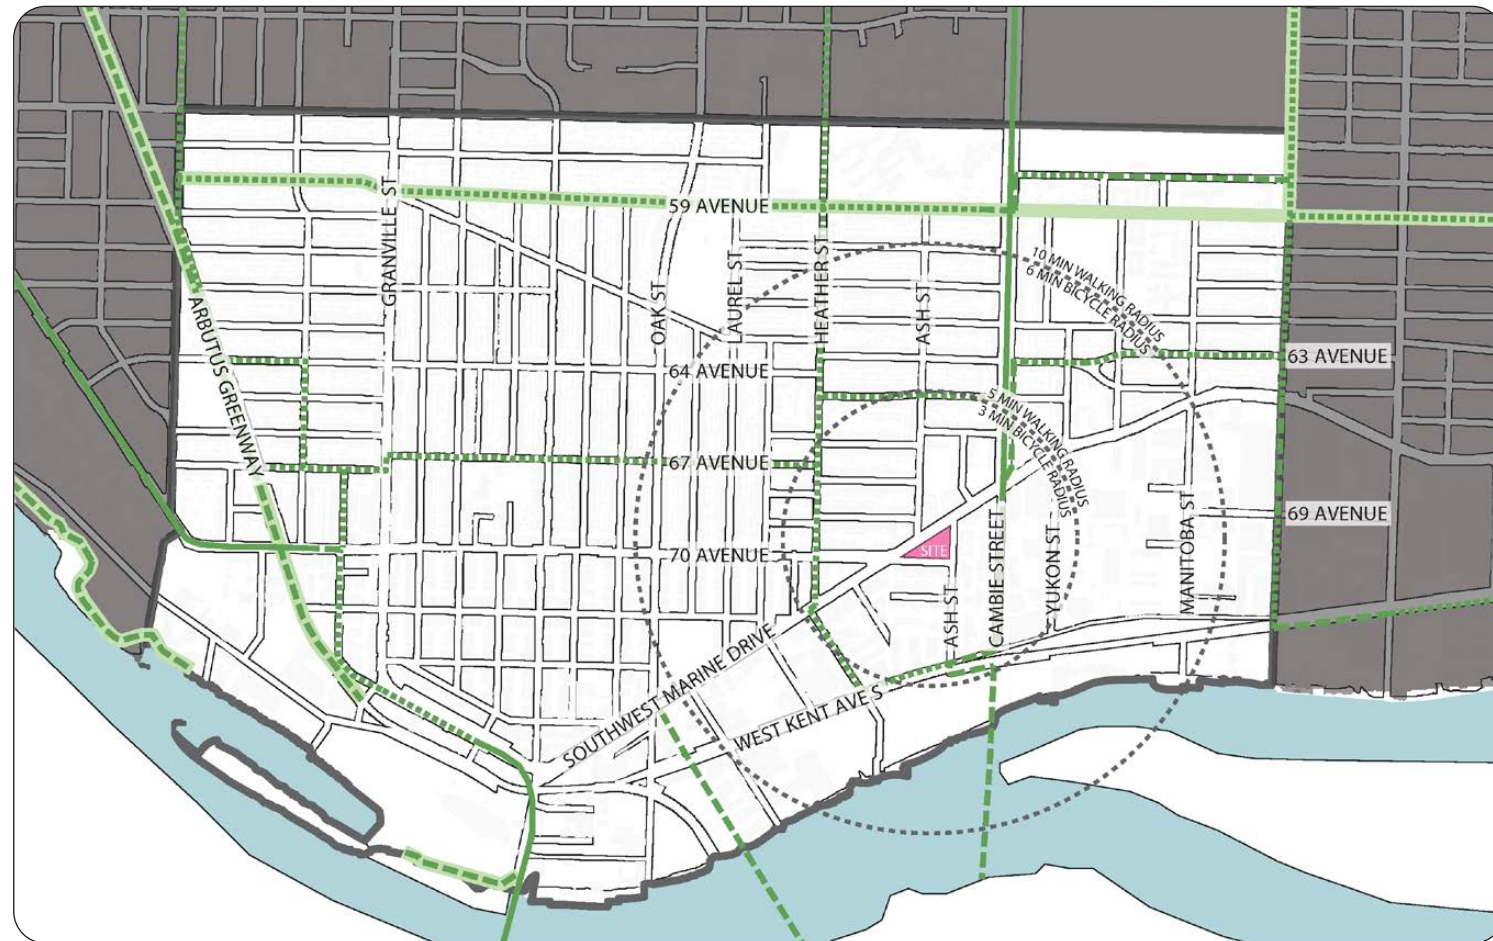 59 AVENUE
GRANVILLE ST
OAK ST
LAUREL ST
HEATHER ST
ASH ST
10 MIN WALKING RADIUS
6 MIN BICYCLE RADIUS
ARBUTUS GREENWAY
64 AVENUE
63 AVENUE
5 MIN WALKING RADIUS
3 MIN BICYCLE RADIUS
67 AVENUE
69 AVENUE
70 AVENUE
SITE
ASH ST
CAMBIE STREET
YUKON ST
MANITOBA ST
SOUTHWEST MARINE DRIVE
WEST KENT AVE S